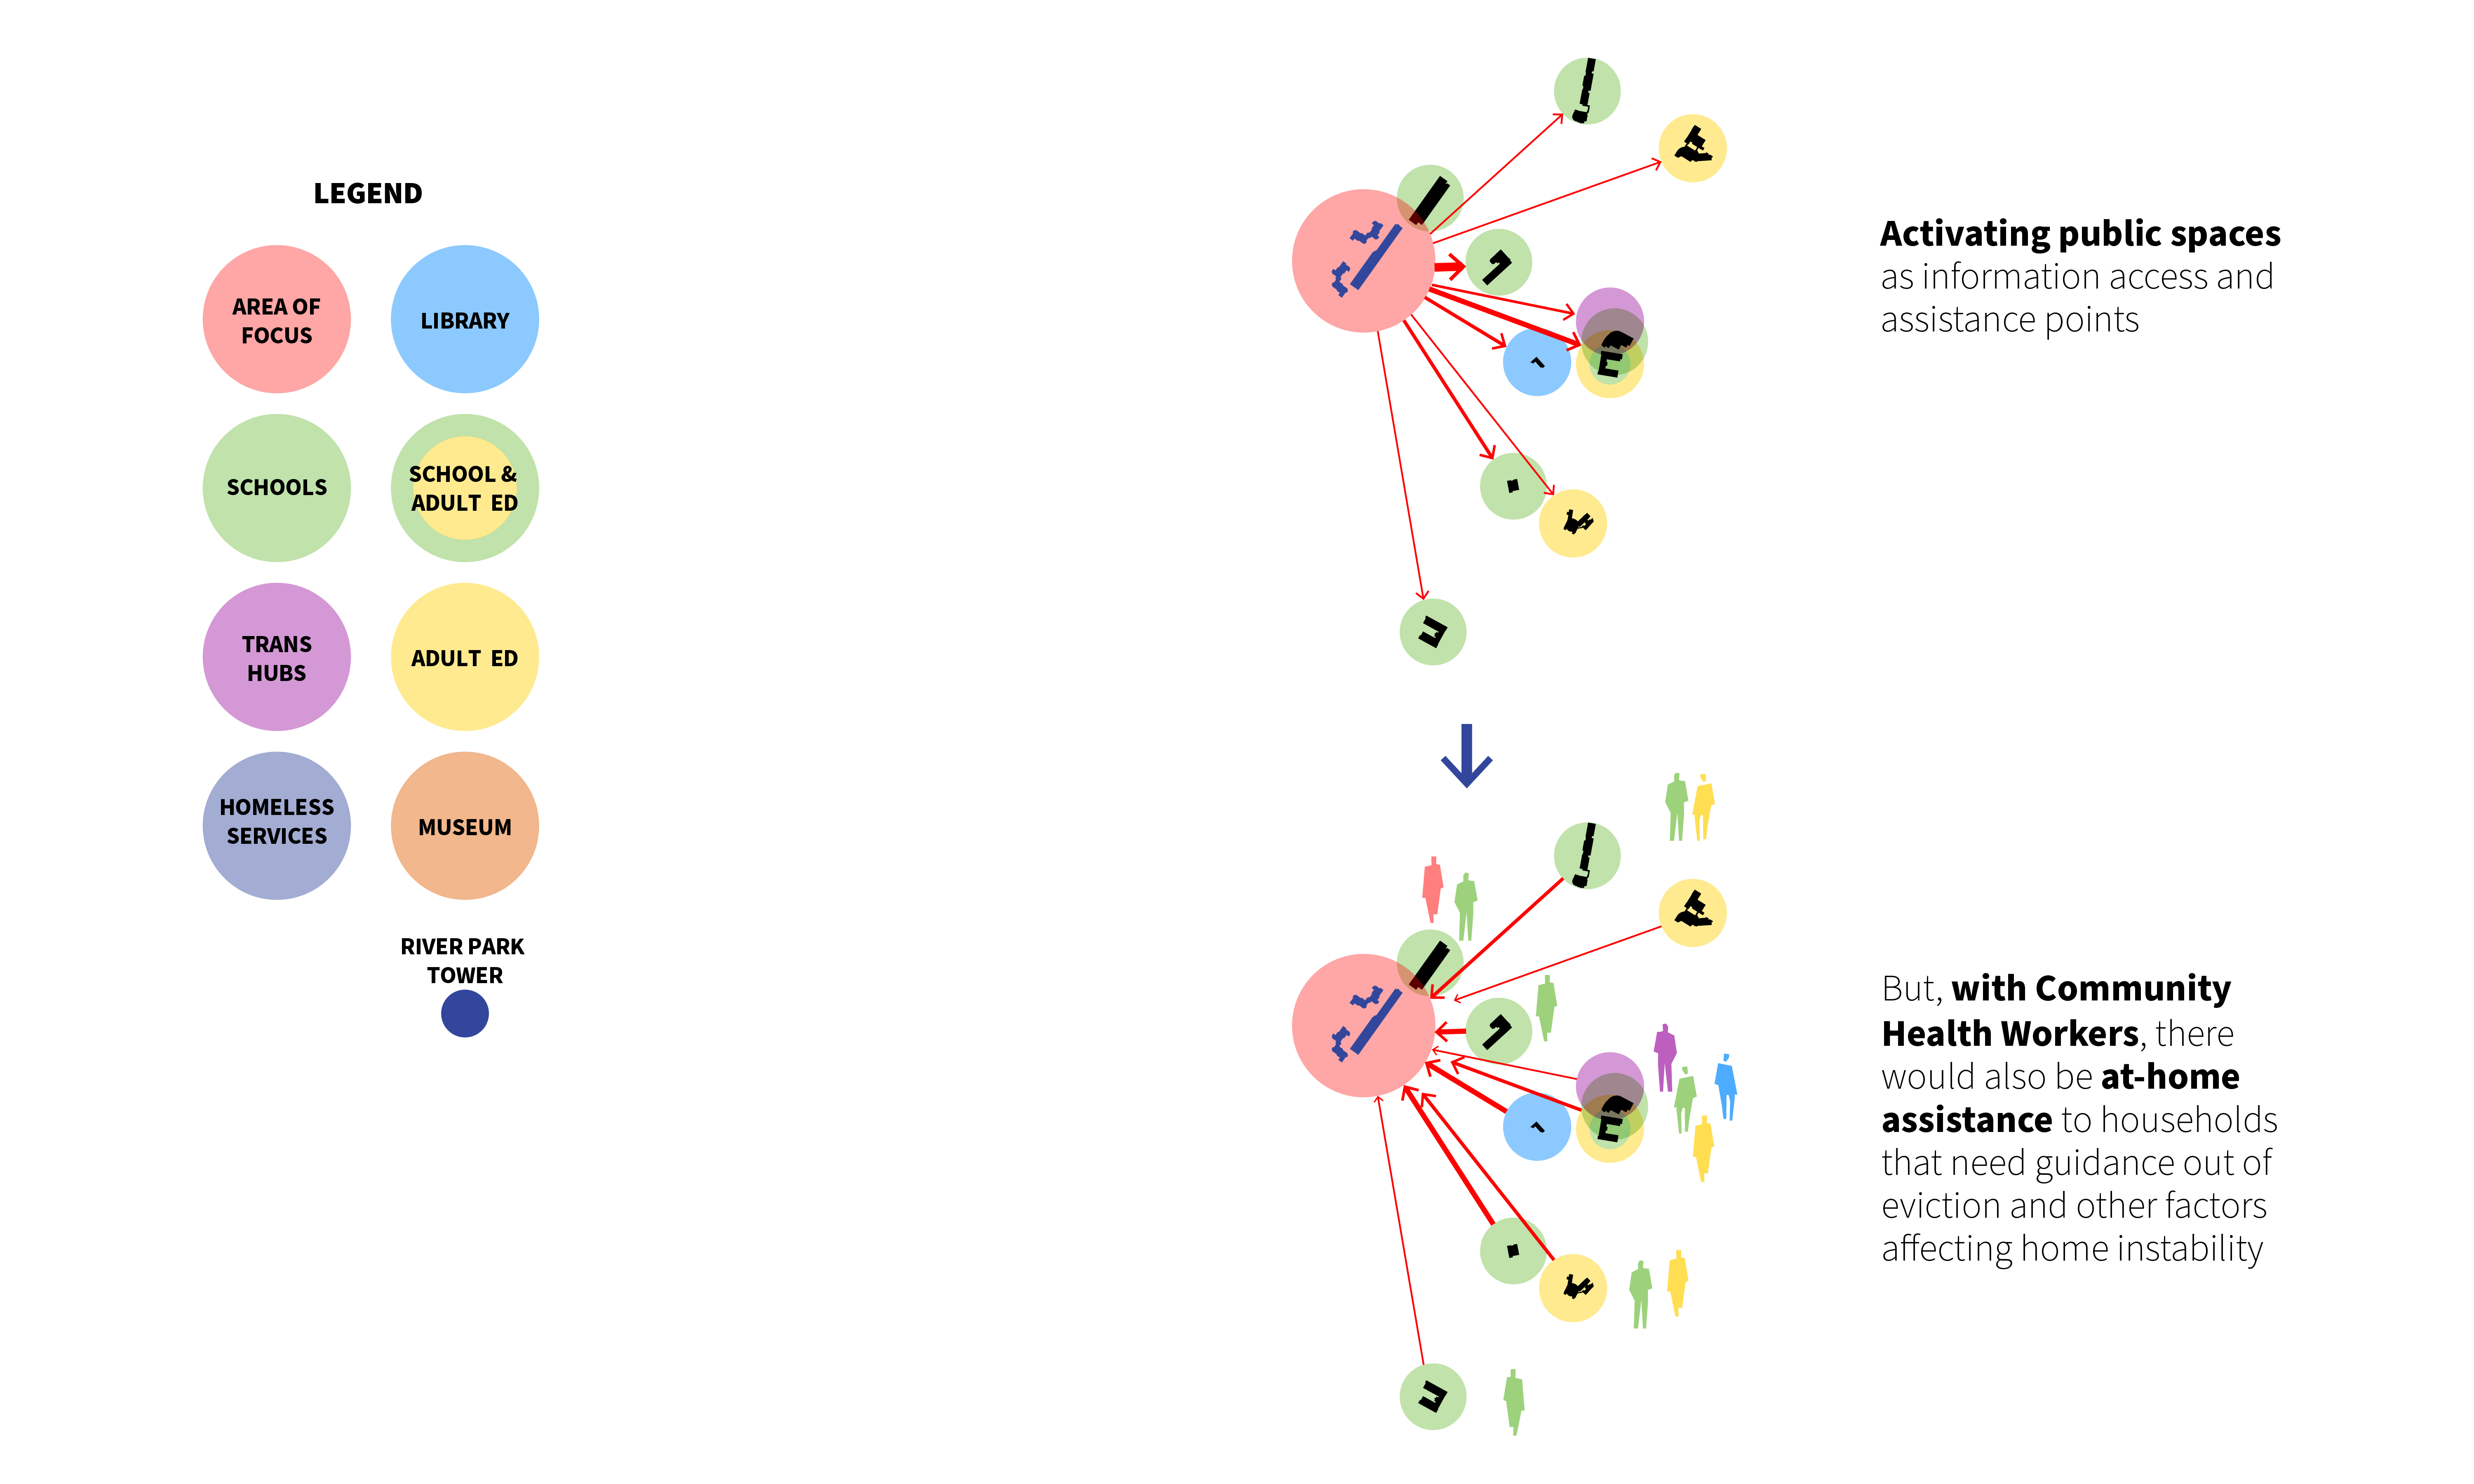 LEGEND
AREA OF
FOCUS
LIBRARY
SCHOOLS
SCHOOL &
ADULT ED
TRANS
HUBS
ADULT ED
HOMELESS
SERVICES
MUSEUM
RIVER PARK
TOWER
Activating public spaces
as information access and
assistance points
But, with Community
Health Workers, there
would also be at-home
assistance to households
that need guidance out of
eviction and other factors
affecting home instability